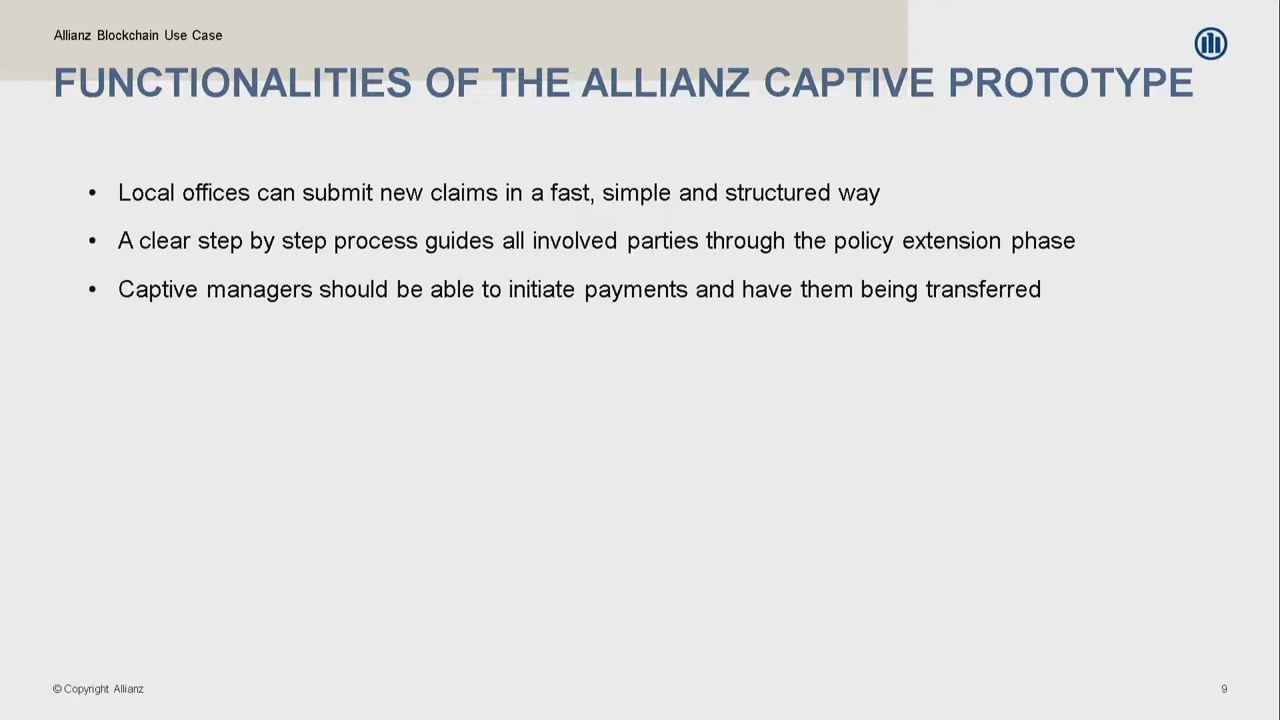 Allianz Blockchain Use Case
FUNCTIONALITIES OF THE ALLIANZ CAPTIVE PROTOTYPE
• Local offices can submit new claims in a fast, simple and structured way
• A clear step by step process guides all involved parties through the policy extension phase
• Captive managers should be able to initiate payments and have them being transferred
© Copyright Allianz
9